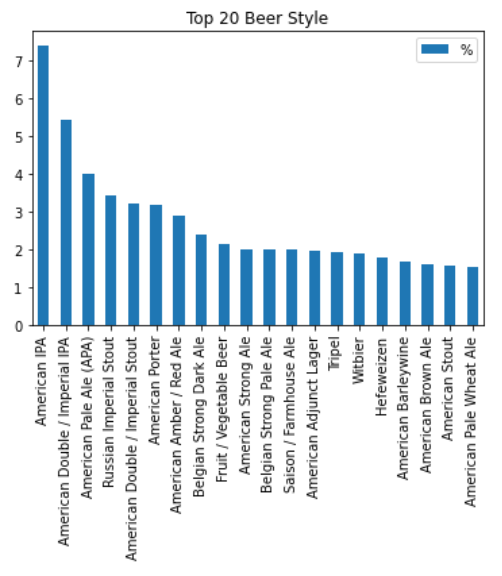 Top 20 Beer Style
%
7
6
5
4
3
2
1
0
American IPA
American Double / Imperial IPA
American Pale Ale (APA)
Russian Imperial Stout
American Double / Imperial Stout
American Porter
American Amber / Red Ale
Belgian Strong Dark Ale
Fruit / Vegetable Beer
American Strong Ale
Belgian Strong Pale Ale
Saison / Farmhouse Ale
American Adjunct Lager
Tripel
Witbier
Hefeweizen
American Barleywine
American Brown Ale
American Stout
American Pale Wheat Ale